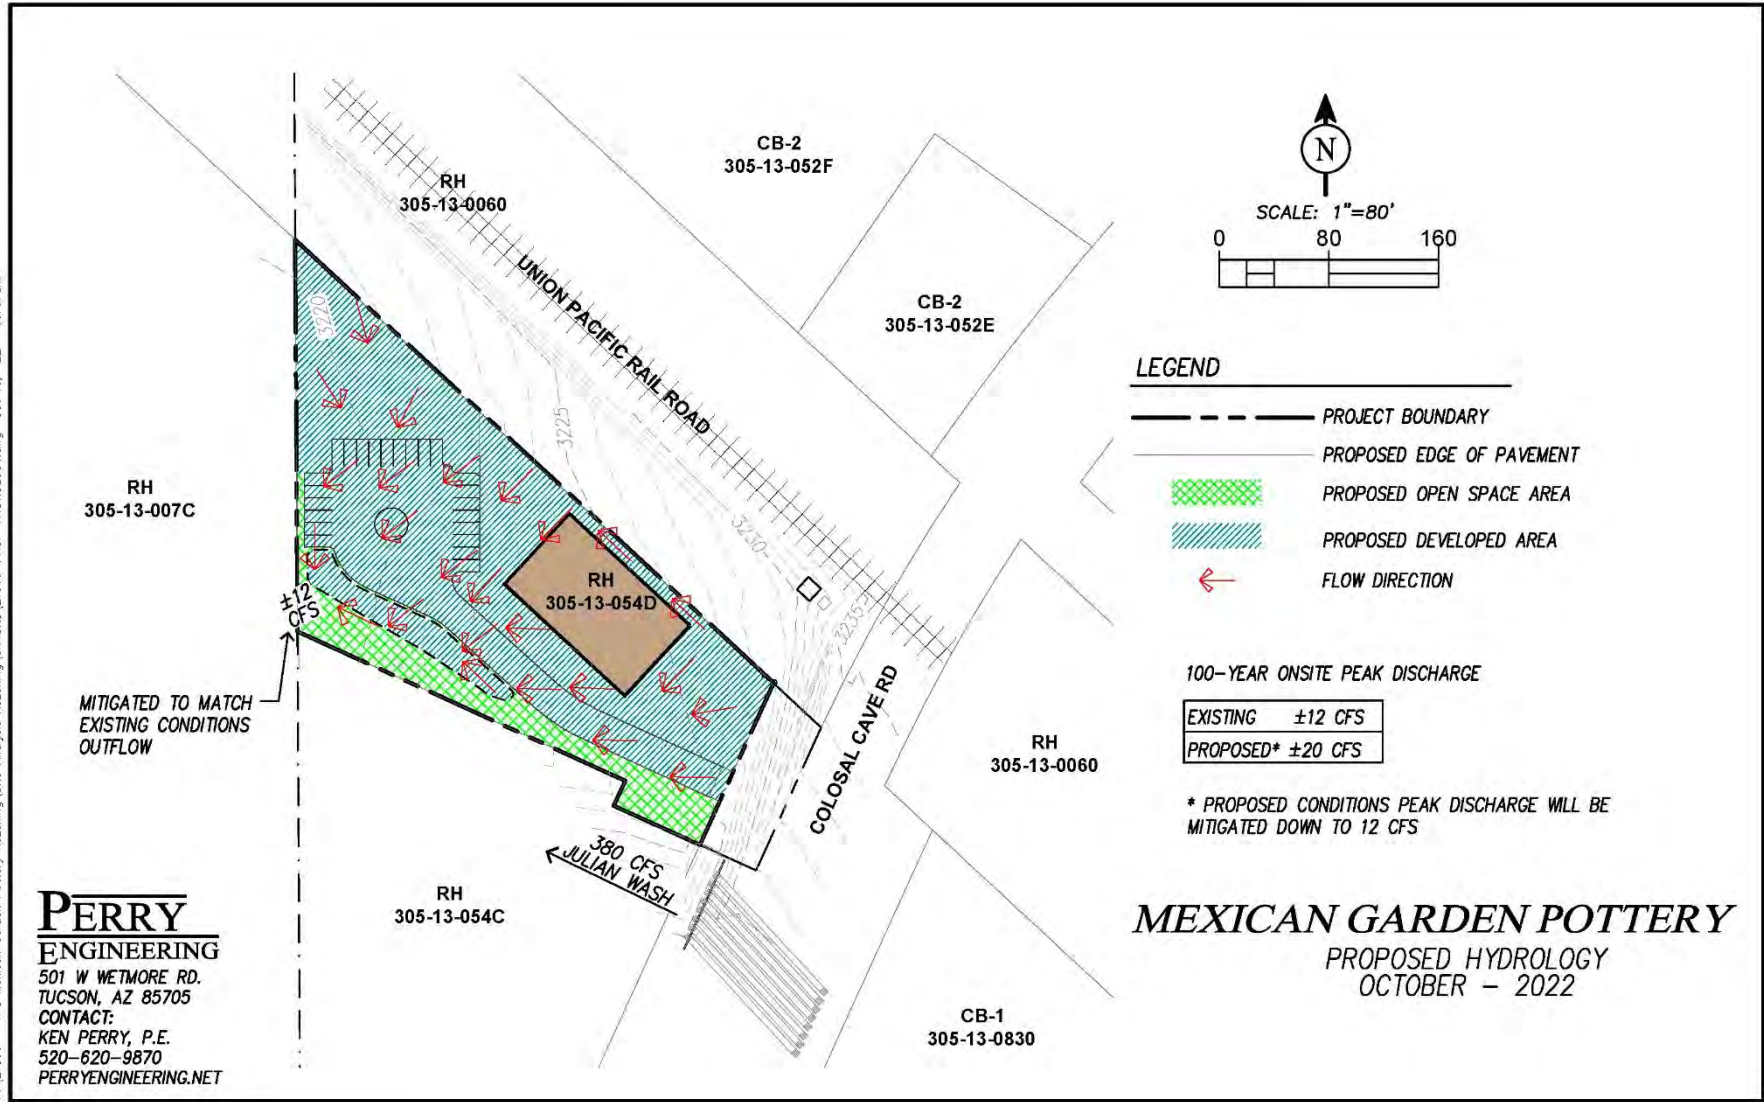 CB-2
305-13-052F
RH
305-13-0060
N
SCALE: 1"=80'
0 80 160
UNION PACIFIC RAIL ROAD
CB-2
305-13-052E
3220
3225
3230
3235
LEGEND
PROJECT BOUNDARY
PROPOSED EDGE OF PAVEMENT
PROPOSED OPEN SPACE AREA
PROPOSED DEVELOPED AREA
FLOW DIRECTION
RH
305-13-007C
RH
305-13-054D
±12
CFS
MITIGATED TO MATCH
EXISTING CONDITIONS
OUTFLOW
COLOSAL CAVE RD
RH
305-13-0060
100-YEAR ONSITE PEAK DISCHARGE
EXISTING ±12 CFS
PROPOSED* ±20 CFS
* PROPOSED CONDITIONS PEAK DISCHARGE WILL BE
MITIGATED DOWN TO 12 CFS
380 CFS
JULIAN WASH
RH
305-13-054C
CB-1
305-13-0830
PERRY
ENGINEERING
501 W WETMORE RD.
TUCSON, AZ 85705
CONTACT:
KEN PERRY, P.E.
520-620-9870
PERRYENGINEERING.NET
MEXICAN GARDEN POTTERY
PROPOSED HYDROLOGY
OCTOBER - 2022